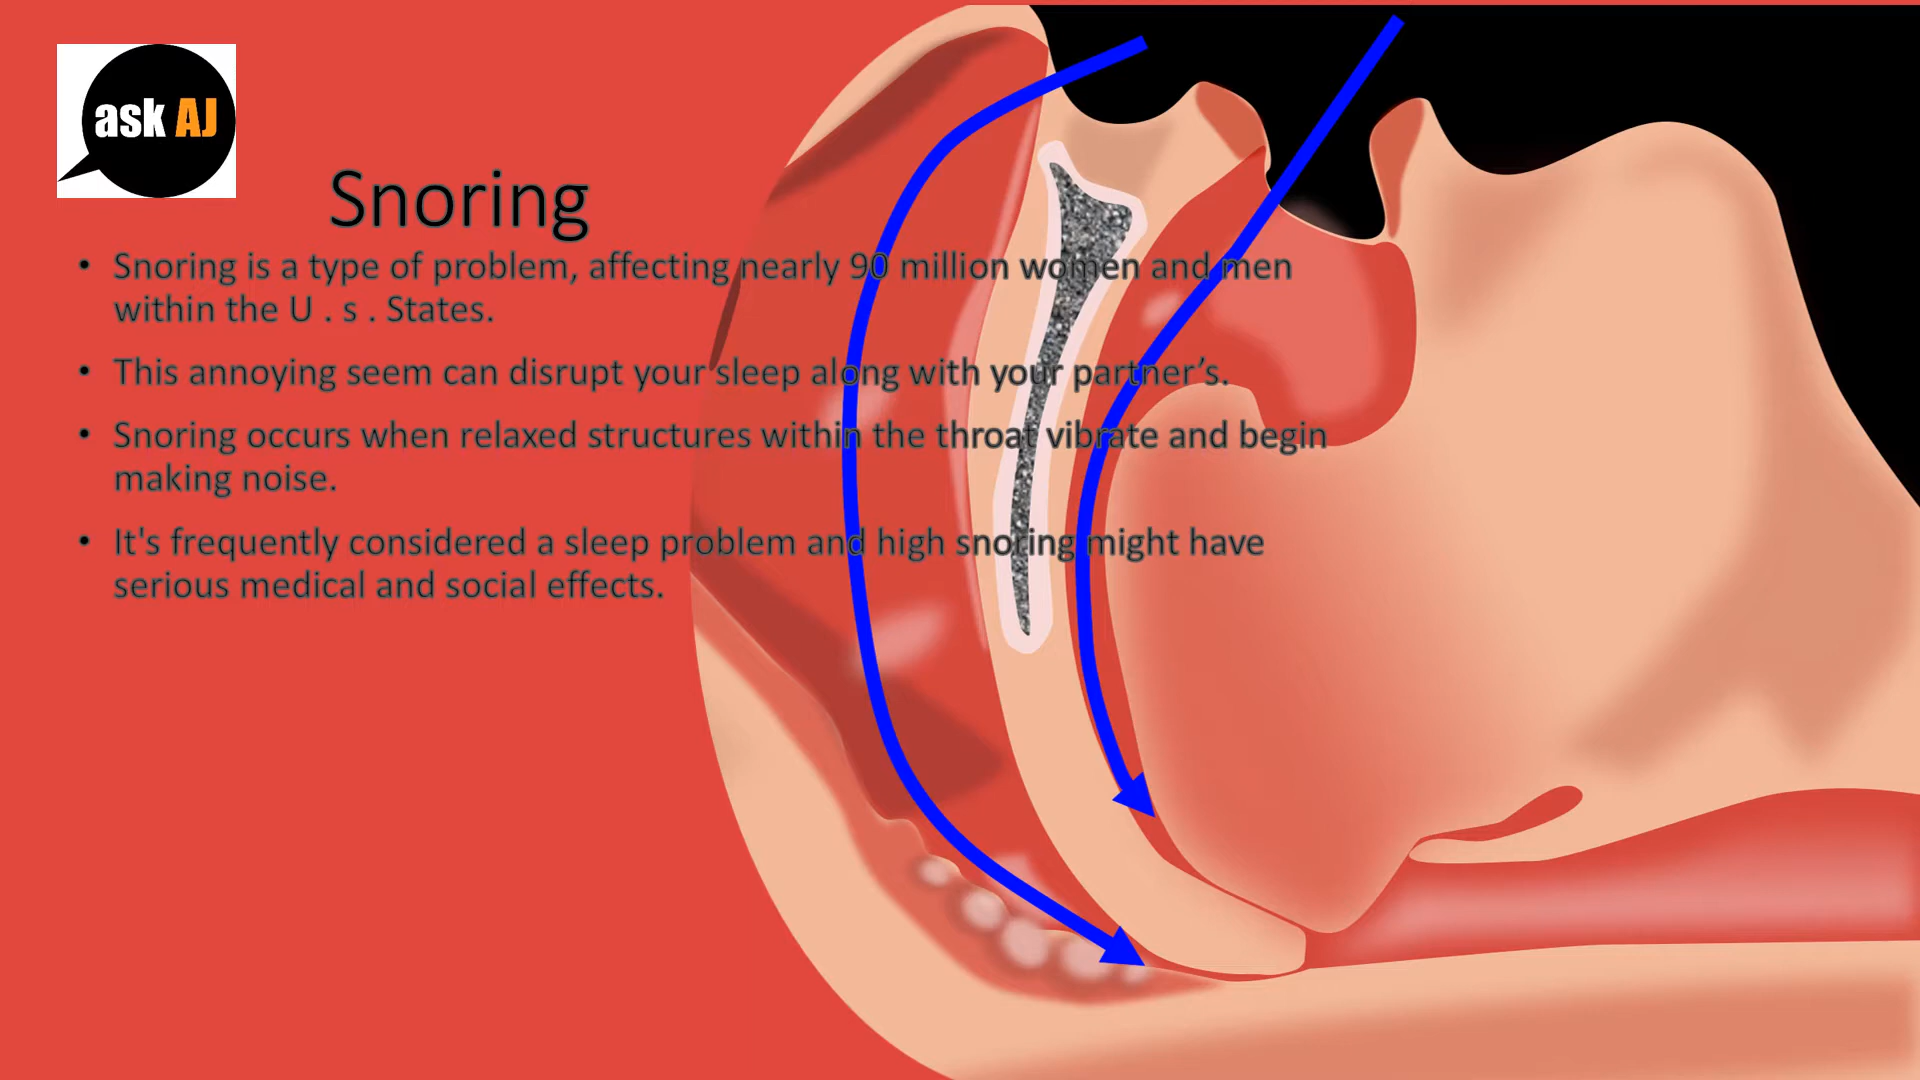 ask AJ
Snoring
• Snoring is a type of problem, affecting nearly 90 million women and men
within the U . s . States.
• This annoying seem can disrupt your sleep along with your partner’s.
• Snoring occurs when relaxed structures within the throat vibrate and begin
making noise.
• It's frequently considered a sleep problem and high snoring might have
serious medical and social effects.